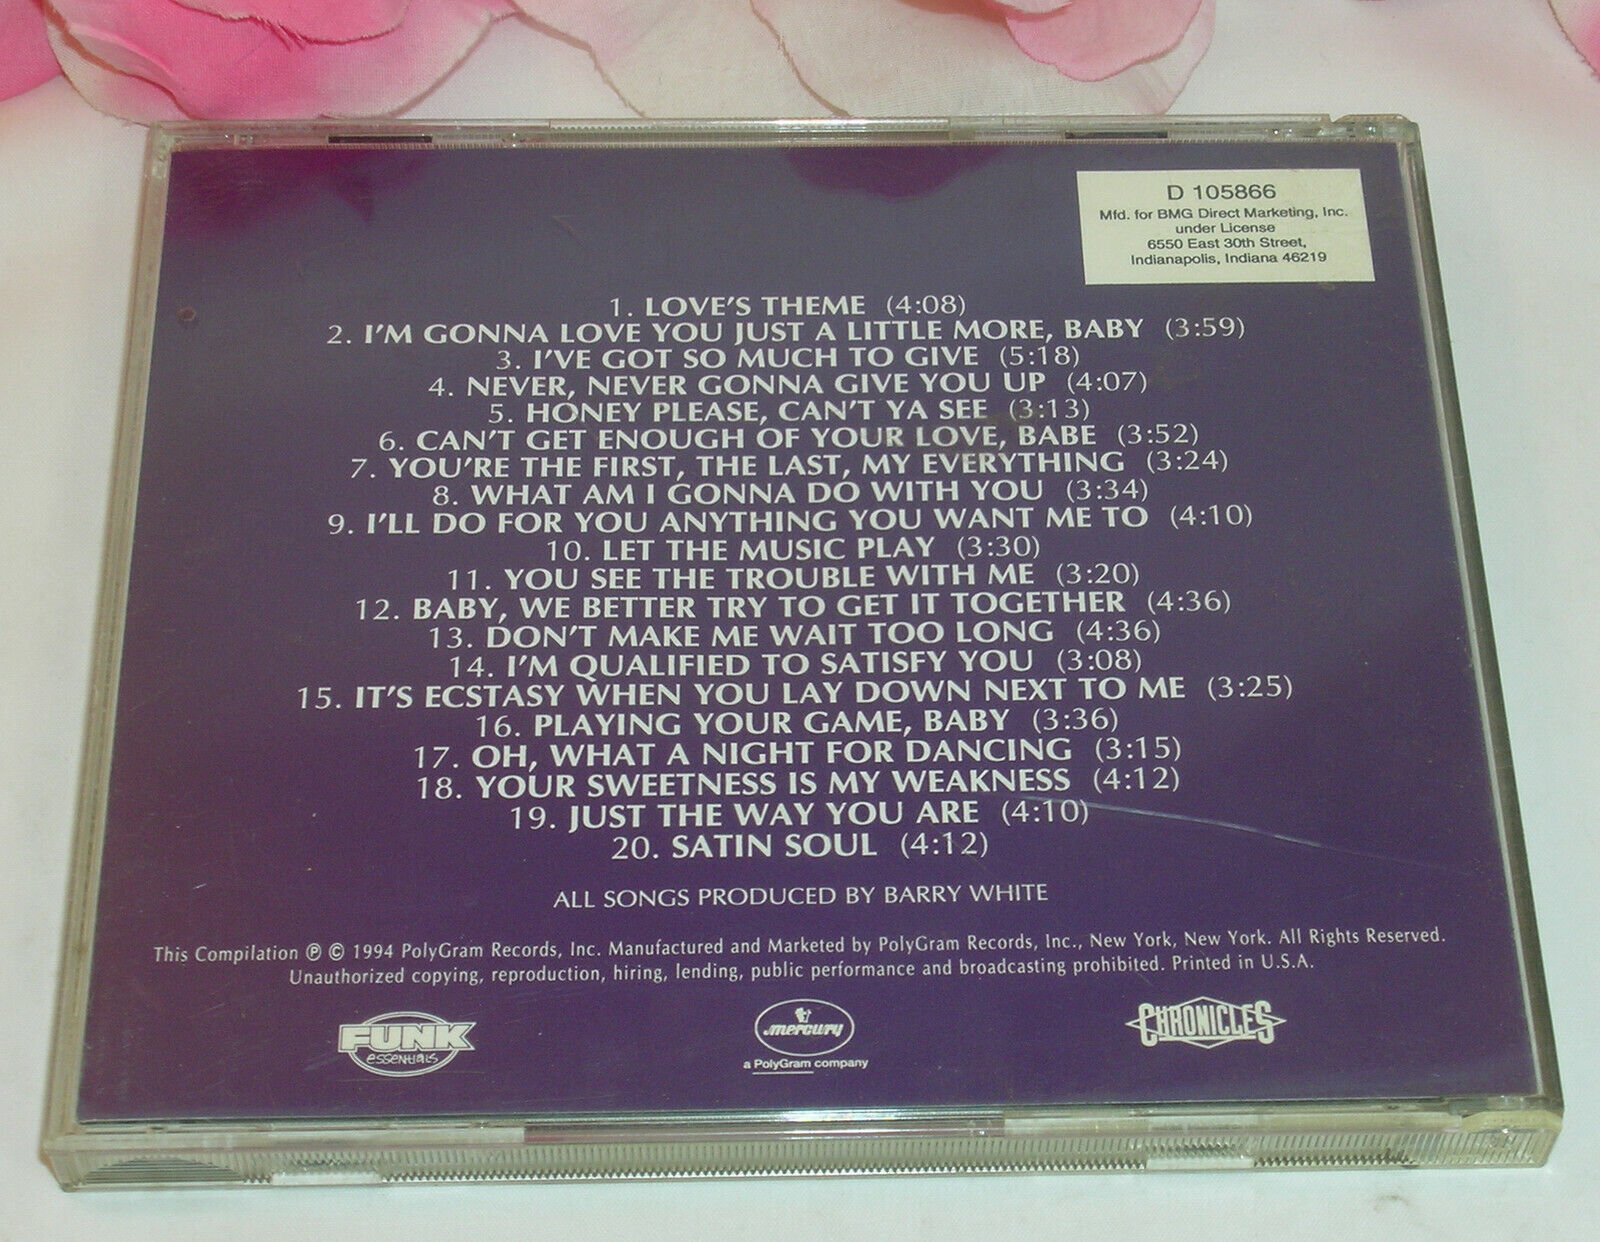 D 105866
Mfd. for BMG Direct Marketing, Inc.
under License
6550 East 30th Street,
Indianapolis, Indiana 46219
1. LOVE'S THEME (4:08)
2. I'M GONNA LOVE YOU JUST A LITTLE MORE, BABY (3:59)
3. I'VE GOT SO MUCH TO GIVE (5:18)
4. NEVER, NEVER GONNA GIVE YOU UP (4:07)
5. HONEY PLEASE, CAN'T YA SEE (3:13)
6. CAN'T GET ENOUGH OF YOUR LOVE, BABE (3:52)
7. YOU'RE THE FIRST, THE LAST, MY EVERYTHING (3:24)
8. WHAT AM I GONNA DO WITH YOU (3:34)
9. I'LL DO FOR YOU ANYTHING YOU WANT ME TO (4:10)
10. LET THE MUSIC PLAY (3:30)
11. YOU SEE THE TROUBLE WITH ME (3:20)
12. BABY, WE BETTER TRY TO GET IT TOGETHER (4:36)
13. DON'T MAKE ME WAIT TOO LONG (4:36)
14. I'M QUALIFIED TO SATISFY YOU (3:08)
15. IT'S ECSTASY WHEN YOU LAY DOWN NEXT TO ME (3:25)
16. PLAYING YOUR GAME, BABY (3:36)
17. OH, WHAT A NIGHT FOR DANCING (3:15)
18. YOUR SWEETNESS IS MY WEAKNESS (4:12)
19. JUST THE WAY YOU ARE (4:10)
20. SATIN SOUL (4:12)
ALL SONGS PRODUCED BY BARRY WHITE
This Compilation ℗ © 1994 PolyGram Records, Inc. Manufactured and Marketed by PolyGram Records, Inc., New York, New York. All Rights Reserved.
Unauthorized copying, reproduction, hiring, lending, public performance and broadcasting prohibited. Printed in U.S.A.
FUNK
essentials
mercury
a PolyGram company
CHRONICLES